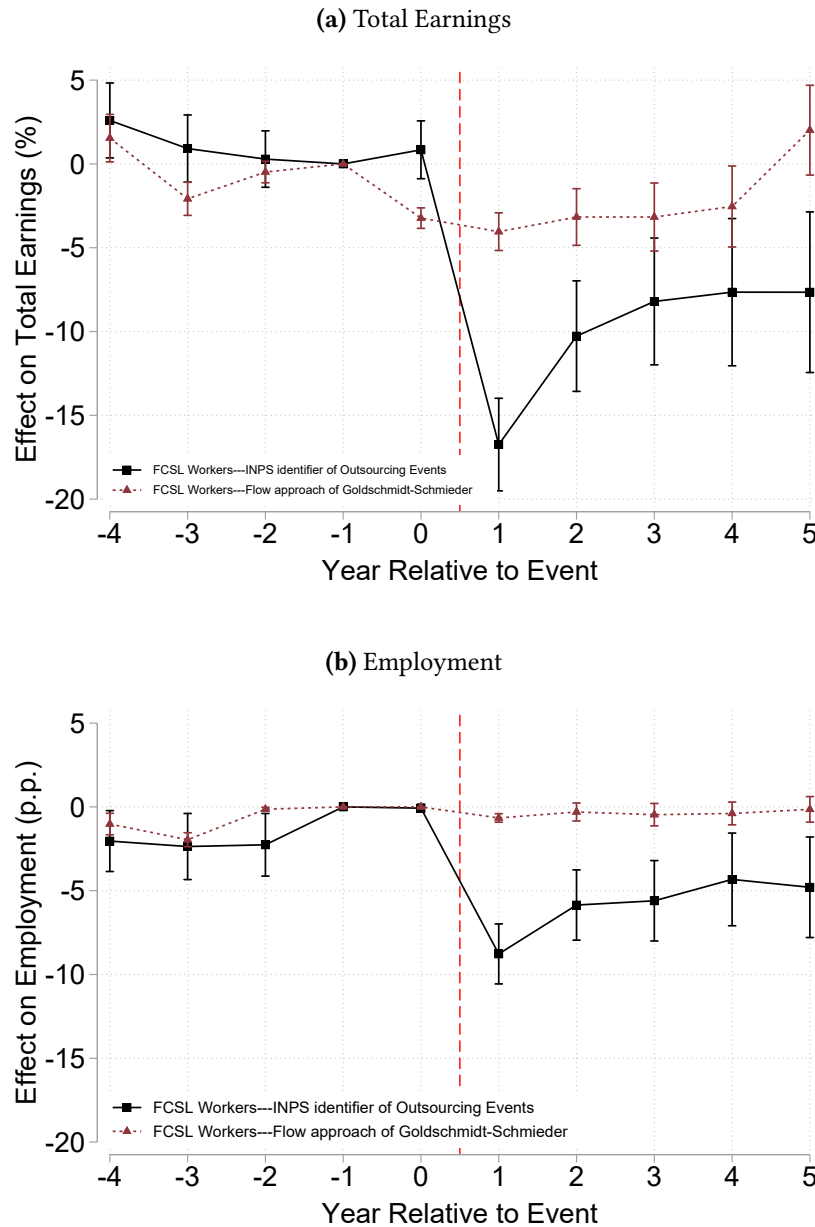 (a) Total Earnings
Effect on Total Earnings (%)
5
0
-5
-10
-15
-20
FCSL Workers---INPS identifier of Outsourcing Events
FCSL Workers---Flow approach of Goldschmidt-Schmieder
-4 -3 -2 -1 0 1 2 3 4 5
Year Relative to Event
(b) Employment
Effect on Employment (p.p.)
5
0
-5
-10
-15
-20
FCSL Workers---INPS identifier of Outsourcing Events
FCSL Workers---Flow approach of Goldschmidt-Schmieder
-4 -3 -2 -1 0 1 2 3 4 5
Year Relative to Event